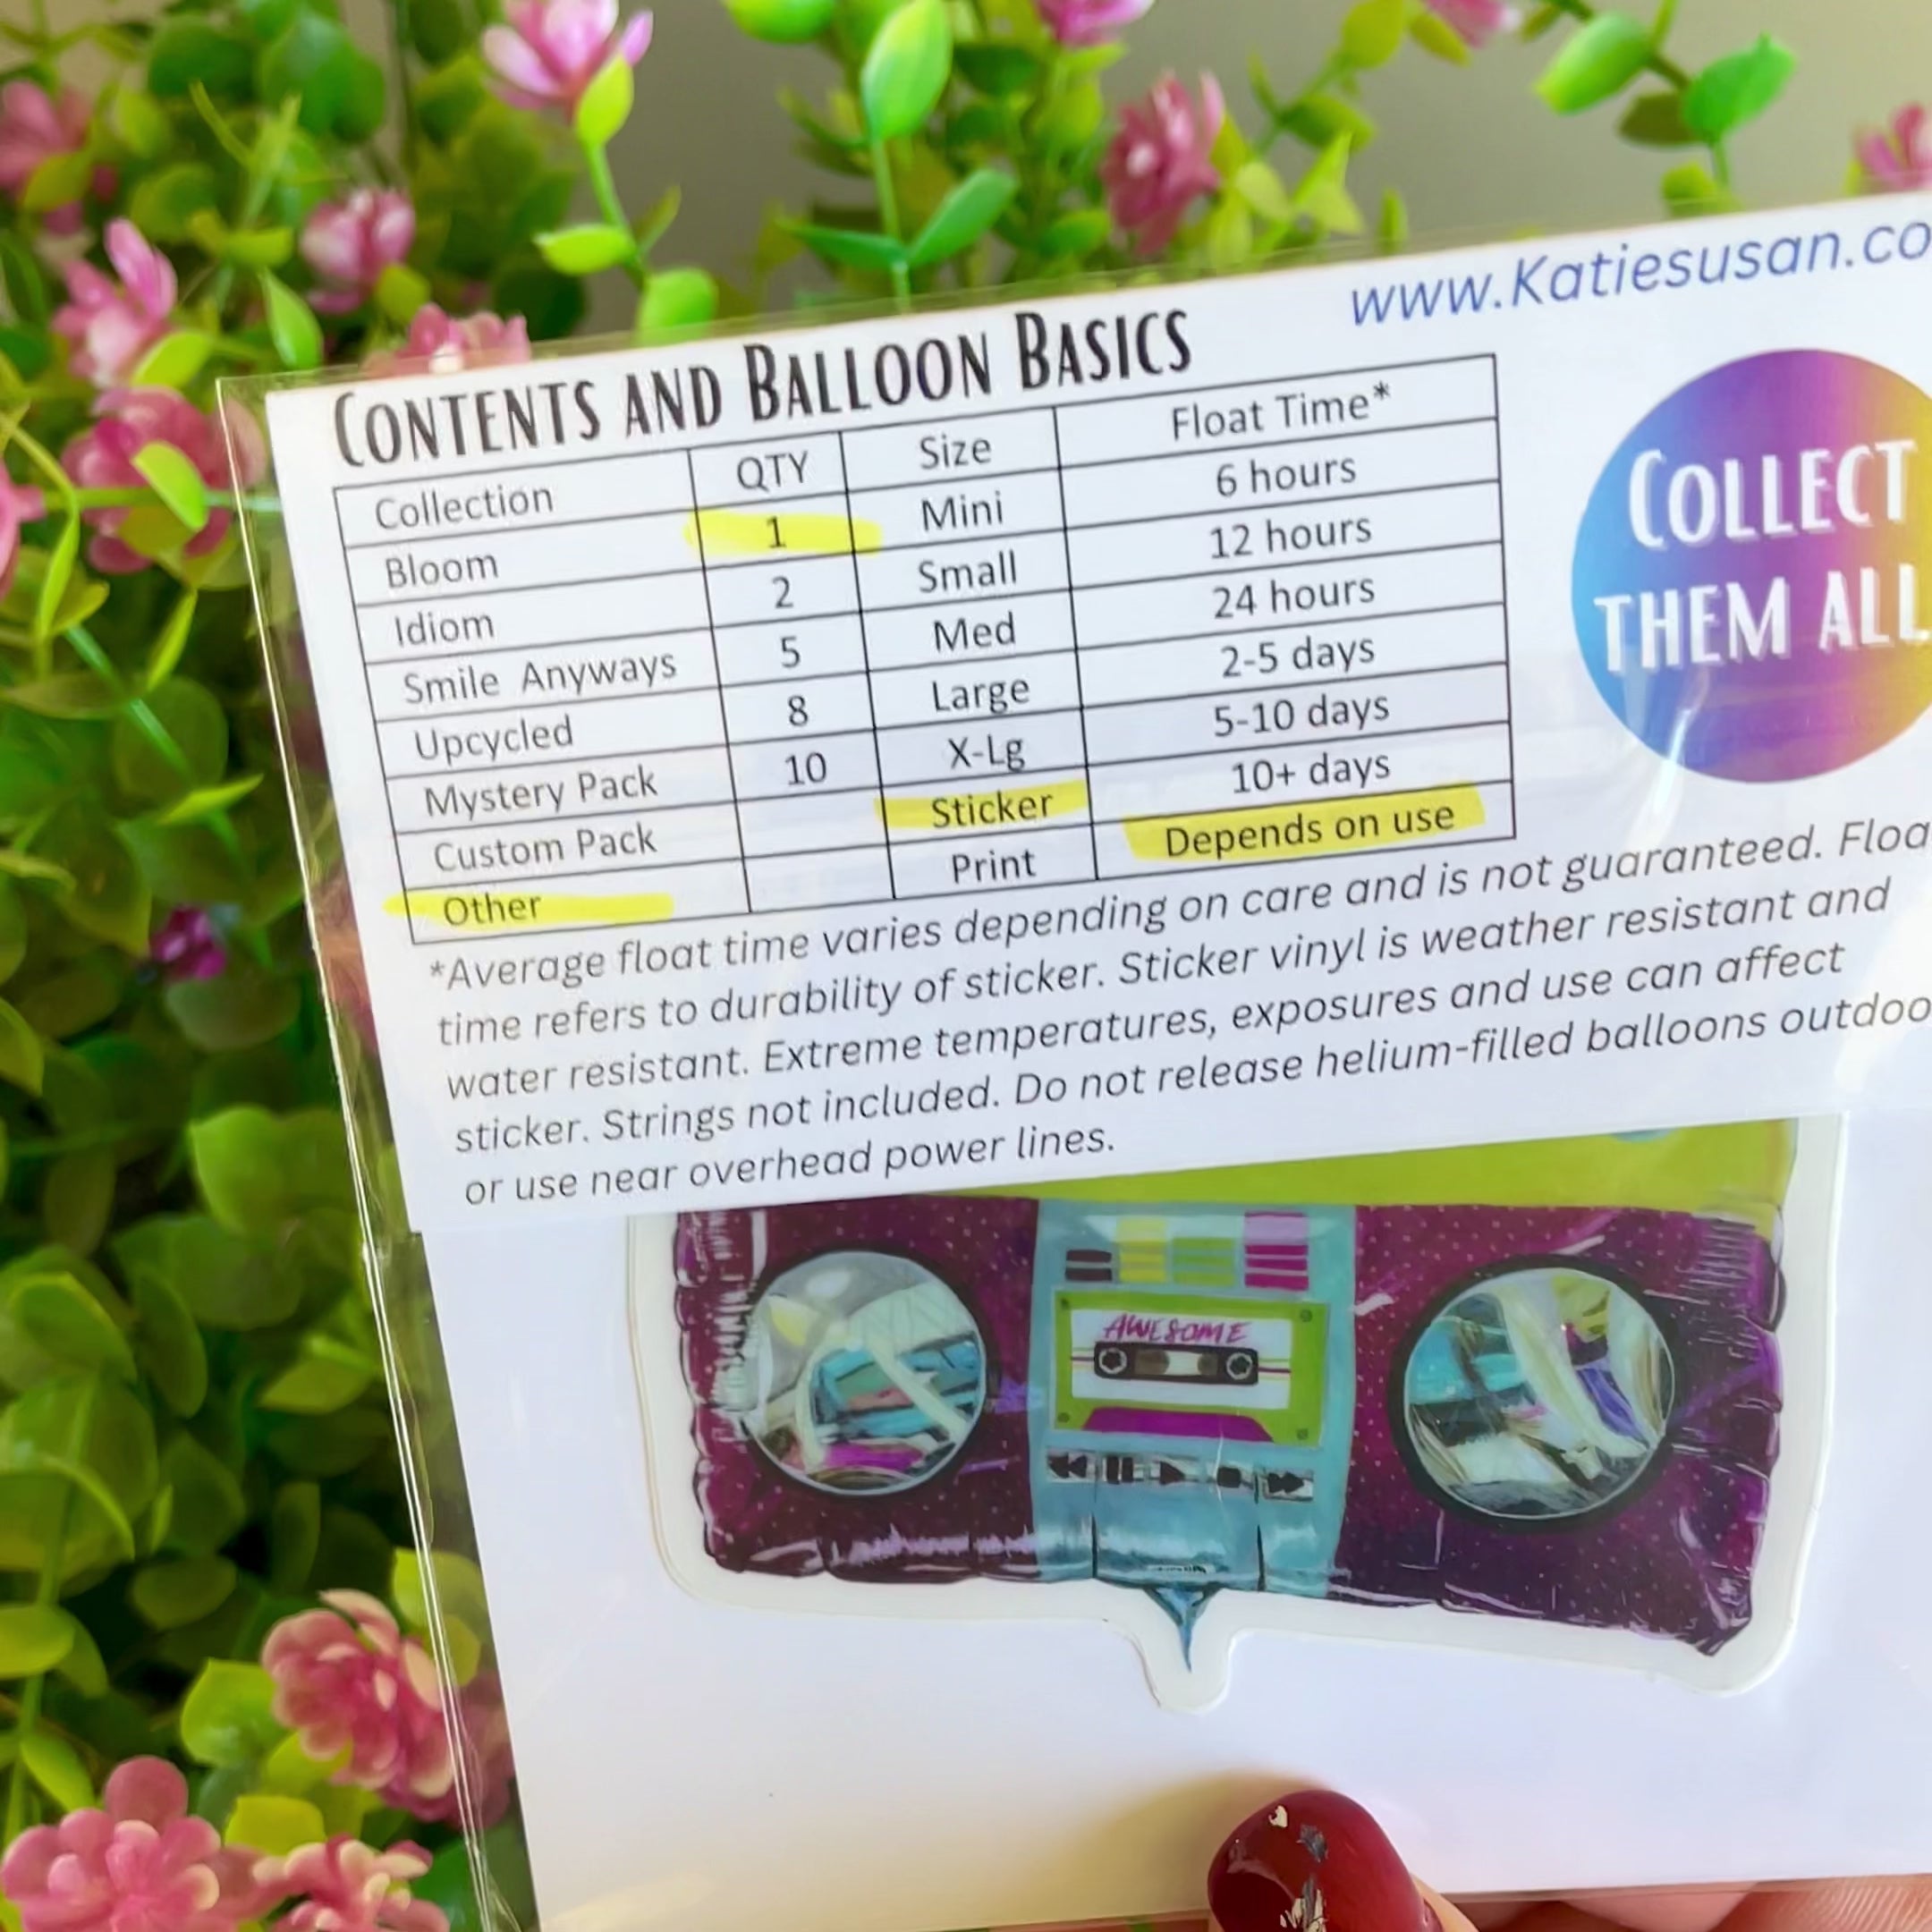 www.Katiesusan.co
CONTENTS AND BALLOON BASICS
Collection QTY Size Float Time*
Bloom 1 Mini 6 hours
Idiom 2 Small 12 hours
Smile Anyways 5 Med 24 hours
Upcycled 8 Large 2-5 days
Mystery Pack 10 X-Lg 5-10 days
Custom Pack Sticker 10+ days
Other Print Depends on use
*Average float time varies depending on care and is not guaranteed. Floa
time refers to durability of sticker. Sticker vinyl is weather resistant and
water resistant. Extreme temperatures, exposures and use can affect
sticker. Strings not included. Do not release helium-filled balloons outdoo
or use near overhead power lines.
COLLECT
THEM ALL
AWESOME